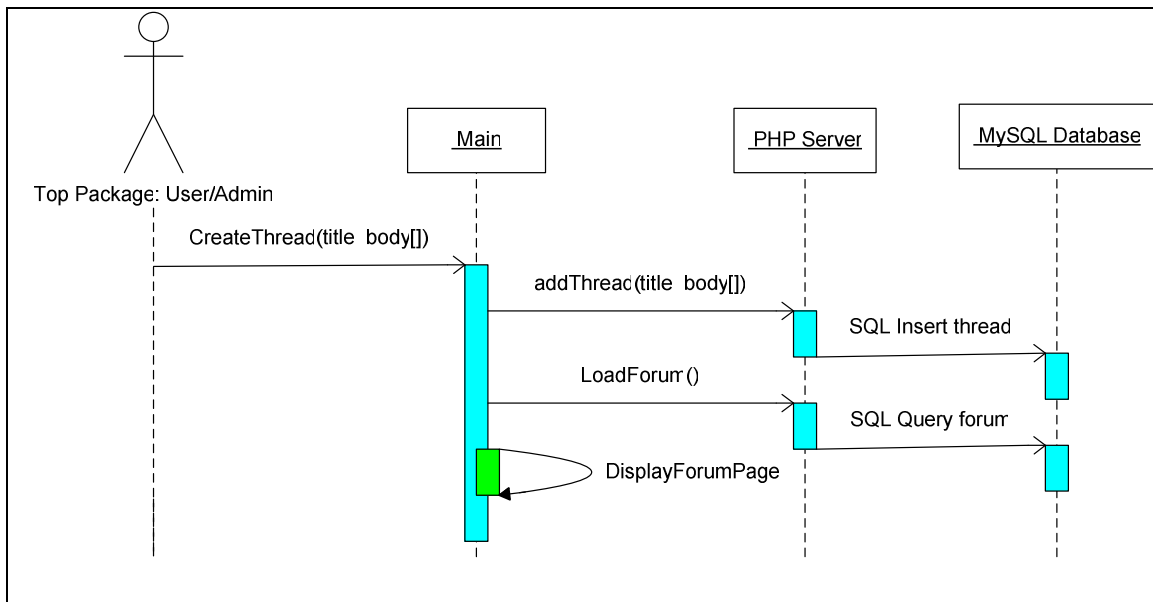 Main
PHP Server
MySQL Database
Top Package: User/Admin
CreateThread(title body[])
addThread(title body[])
SQL Insert thread
LoadForum()
SQL Query forum
DisplayForumPage